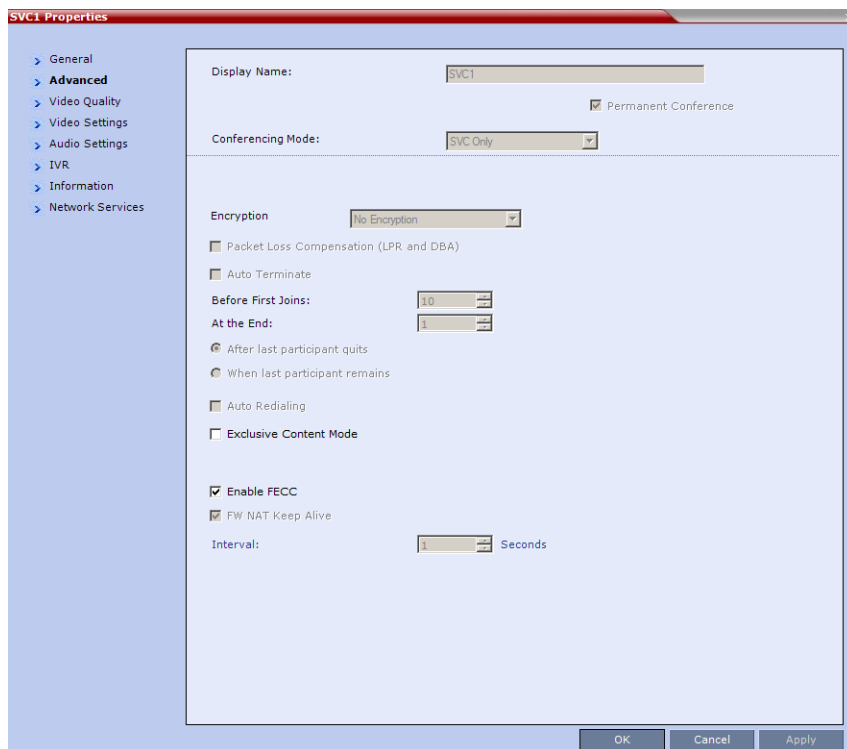 SVC1 Properties
General
Advanced
Video Quality
Video Settings
Audio Settings
IVR
Information
Network Services
Display Name:
SVC1
Permanent Conference
Conferencing Mode:
SVC Only
Encryption
No Encryption
Packet Loss Compensation (LPR and DBA)
Auto Terminate
Before First Joins:
10
At the End:
1
After last participant quits
When last participant remains
Auto Redialing
Exclusive Content Mode
Enable FECC
FW NAT Keep Alive
Interval:
1
Seconds
OK
Cancel
Apply